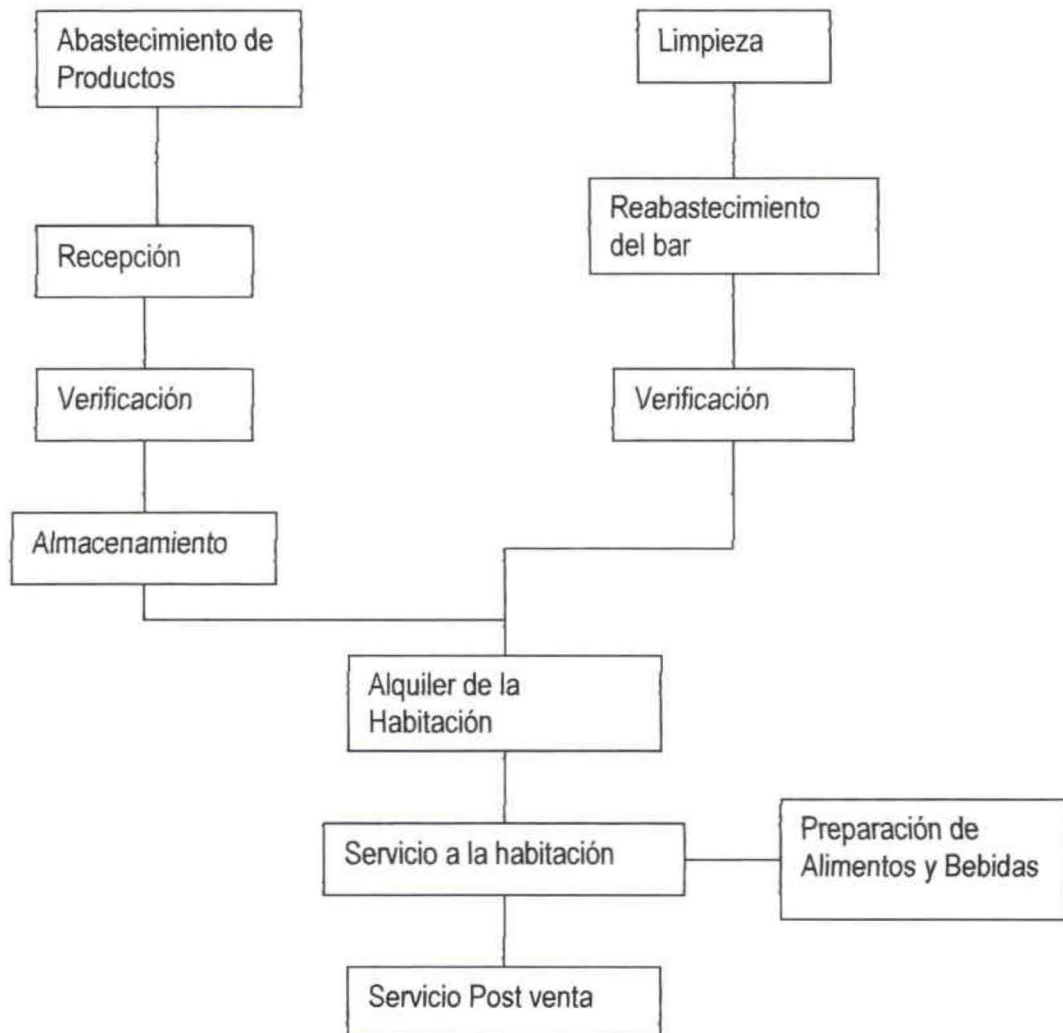 Abastecimiento de
Productos
Limpieza
Reabastecimiento
del bar
Recepción
Verificación
Verificación
Almacenamiento
Alquiler de la
Habitación
Servicio a la habitación
Preparación de
Alimentos y Bebidas
Servicio Post venta